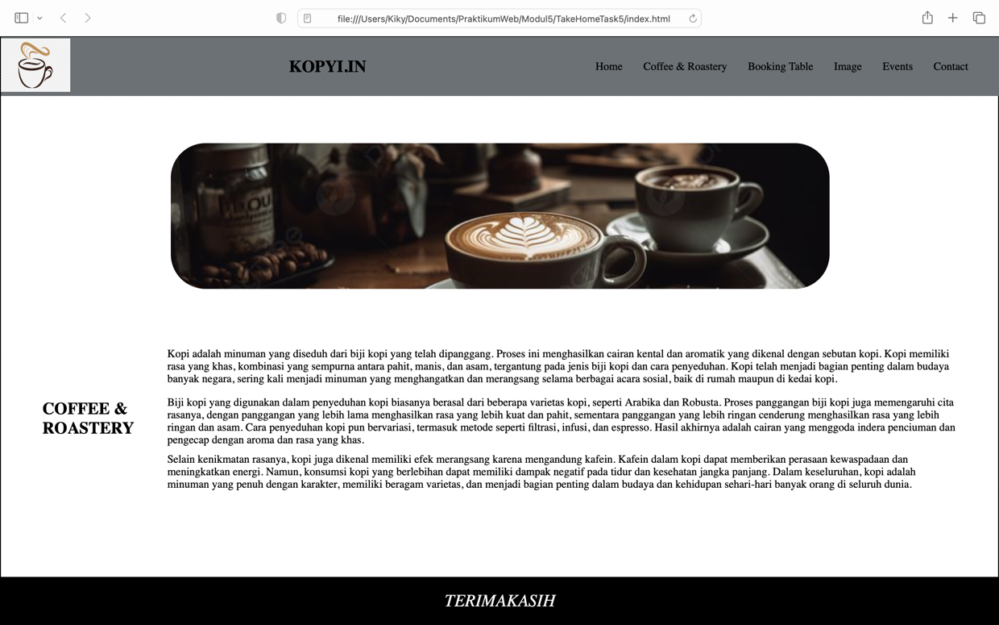 file:///Users/Kiky/Documents/PraktikumWeb/Modul5/TakeHomeTask5/index.html
KOPYI.IN
Home
Coffee & Roastery
Booking Table
Image
Events
Contact
COFFEE &
ROASTERY
Kopi adalah minuman yang diseduh dari biji kopi yang telah dipanggang. Proses ini menghasilkan cairan kental dan aromatik yang dikenal dengan sebutan kopi. Kopi memiliki
rasa yang khas, kombinasi yang sempurna antara pahit, manis, dan asam, tergantung pada jenis biji kopi dan cara penyeduhan. Kopi telah menjadi bagian penting dalam budaya
banyak negara, sering kali menjadi minuman yang menghangatkan dan merangsang selama berbagai acara sosial, baik di rumah maupun di kedai kopi.
Biji kopi yang digunakan dalam penyeduhan kopi biasanya berasal dari beberapa varietas kopi, seperti Arabika dan Robusta. Proses panggangan biji kopi juga memengaruhi cita
rasanya, dengan panggangan yang lebih lama menghasilkan rasa yang lebih kuat dan pahit, sementara panggangan yang lebih ringan cenderung menghasilkan rasa yang lebih
ringan dan asam. Cara penyeduhan kopi pun bervariasi, termasuk metode seperti filtrasi, infusi, dan espresso. Hasil akhirnya adalah cairan yang menggoda indera penciuman dan
pengecap dengan aroma dan rasa yang khas.
Selain kenikmatan rasanya, kopi juga dikenal memiliki efek merangsang karena mengandung kafein. Kafein dalam kopi dapat memberikan perasaan kewaspadaan dan
meningkatkan energi. Namun, konsumsi kopi yang berlebihan dapat memiliki dampak negatif pada tidur dan kesehatan jangka panjang. Dalam keseluruhan, kopi adalah
minuman yang penuh dengan karakter, memiliki beragam varietas, dan menjadi bagian penting dalam budaya dan kehidupan sehari-hari banyak orang di seluruh dunia.
TERIMAKASIH